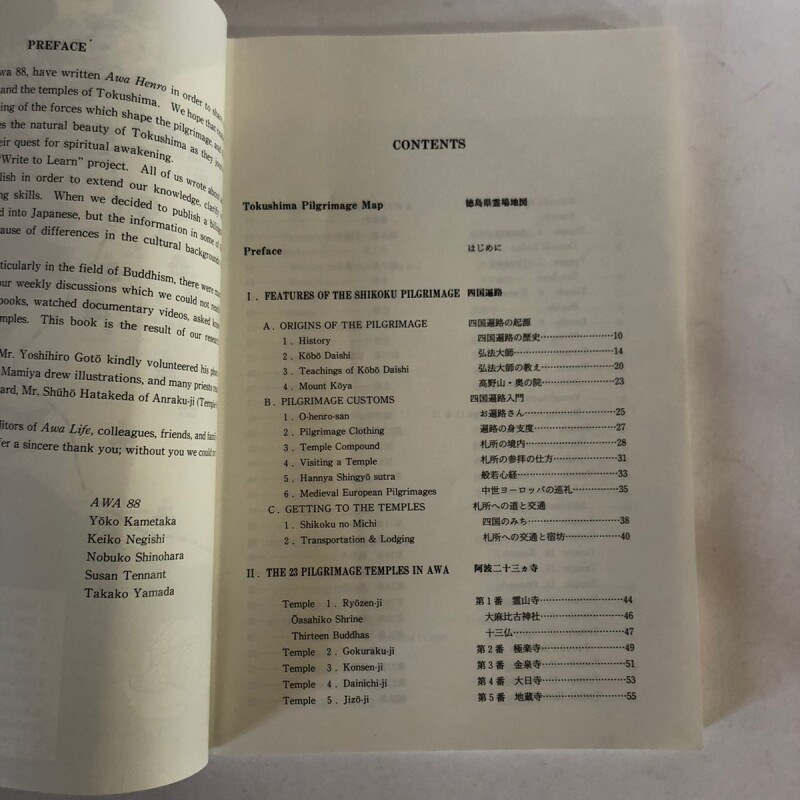 PREFACE
wa 88, have written Awa Henro in order to
and the temples of Tokushima. We hope that
ing of the forces which shape the pilgrimage, and
es the natural beauty of Tokushima as they
eir quest for spiritual awakening.
"Write to Learn" project. All of us wrote about
lish in order to extend our knowledge, clarify
ng skills. When we decided to publish a
d into Japanese, but the information in some of
ause of differences in the cultural background
ticularly in the field of Buddhism, there were
our weekly discussions which we could not
books, watched documentary videos, asked
mples. This book is the result of our
Mr. Yoshihiro Gotō kindly volunteered his
Mamiya drew illustrations, and many priests
ard, Mr. Shūhō Hatakeda of Anraku-ji (Temple
ditors of Awa Life, colleagues, friends, and
fer a sincere thank you; without you we could
AWA 88
Yōko Kametaka
Keiko Negishi
Nobuko Shinohara
Susan Tennant
Takako Yamada
CONTENTS
Tokushima Pilgrimage Map 徳島県霊場地図
Preface はじめに
I. FEATURES OF THE SHIKOKU PILGRIMAGE 四国遍路
A. ORIGINS OF THE PILGRIMAGE 四国遍路の起源
1. History 四国遍路の歴史……10
2. Kōbō Daishi 弘法大師……14
3. Teachings of Kōbō Daishi 弘法大師の教え……20
4. Mount Kōya 高野山・奥の院……23
B. PILGRIMAGE CUSTOMS 四国遍路入門
1. O-henro-san お遍路さん……25
2. Pilgrimage Clothing 遍路の身支度……27
3. Temple Compound 札所の境内……28
4. Visiting a Temple 札所の参拝の仕方……31
5. Hannya Shingyō sutra 般若心経……33
6. Medieval European Pilgrimages 中世ヨーロッパの巡礼……35
C. GETTING TO THE TEMPLES 札所への道と交通
1. Shikoku no Michi 四国のみち……38
2. Transportation & Lodging 札所への交通と宿坊……40
II. THE 23 PILGRIMAGE TEMPLES IN AWA 阿波二十三ヵ寺
Temple 1. Ryōzen-ji 第1番 霊山寺……44
Ōasahiko Shrine 大麻比古神社……46
Thirteen Buddhas 十三仏……47
Temple 2. Gokuraku-ji 第2番 極楽寺……49
Temple 3. Konsen-ji 第3番 金泉寺……51
Temple 4. Dainichi-ji 第4番 大日寺……53
Temple 5. Jizō-ji 第5番 地蔵寺……55